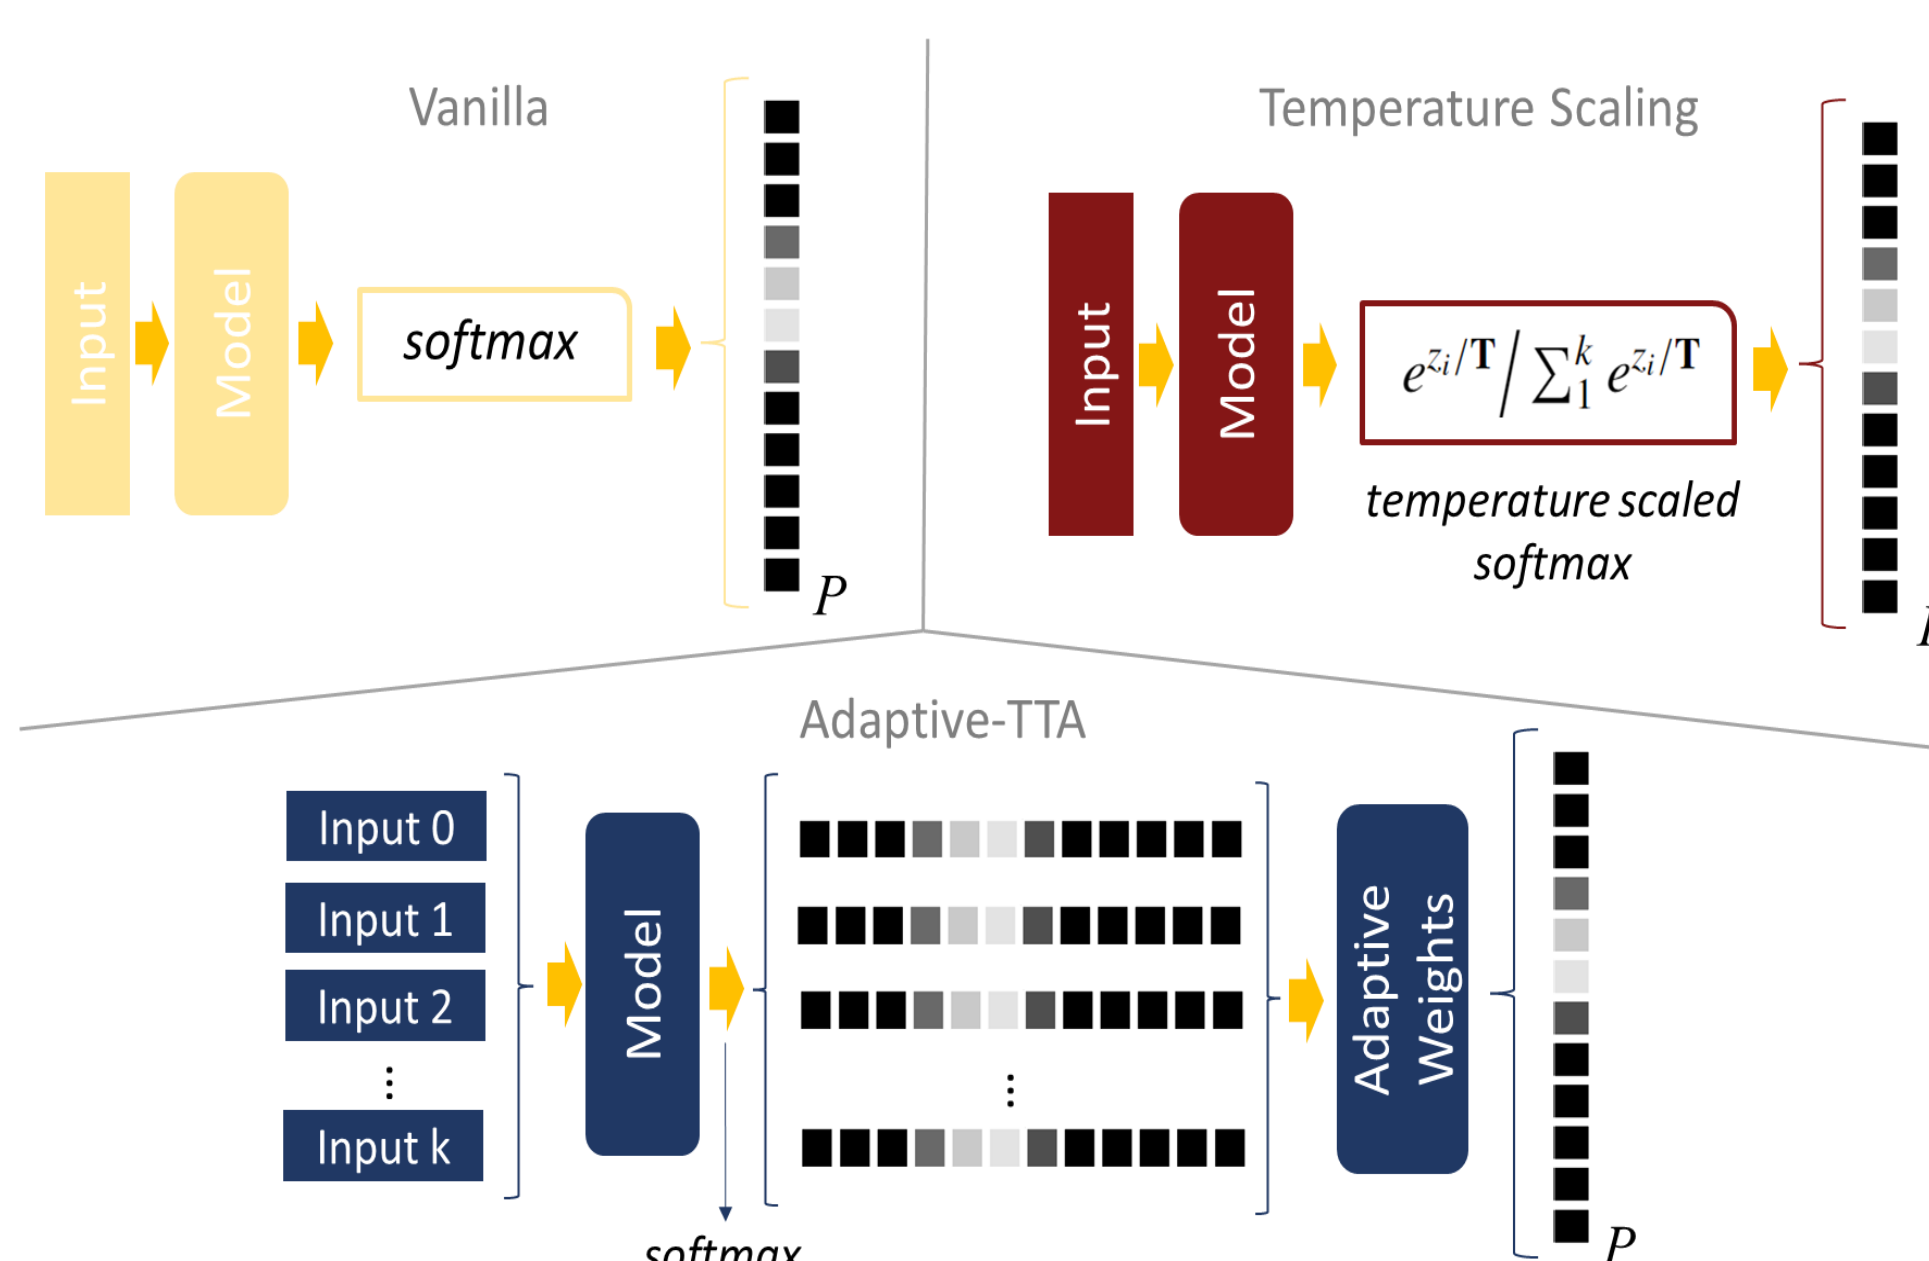 Vanilla
Input
Model
softmax
P
Temperature Scaling
Input
Model
e^{z_i/T} / ∑_1^k e^{z_i/T}
temperature scaled
softmax
Adaptive-TTA
Input 0
Input 1
Input 2
⋮
Input k
Model
softmax
⋮
Adaptive
Weights
P